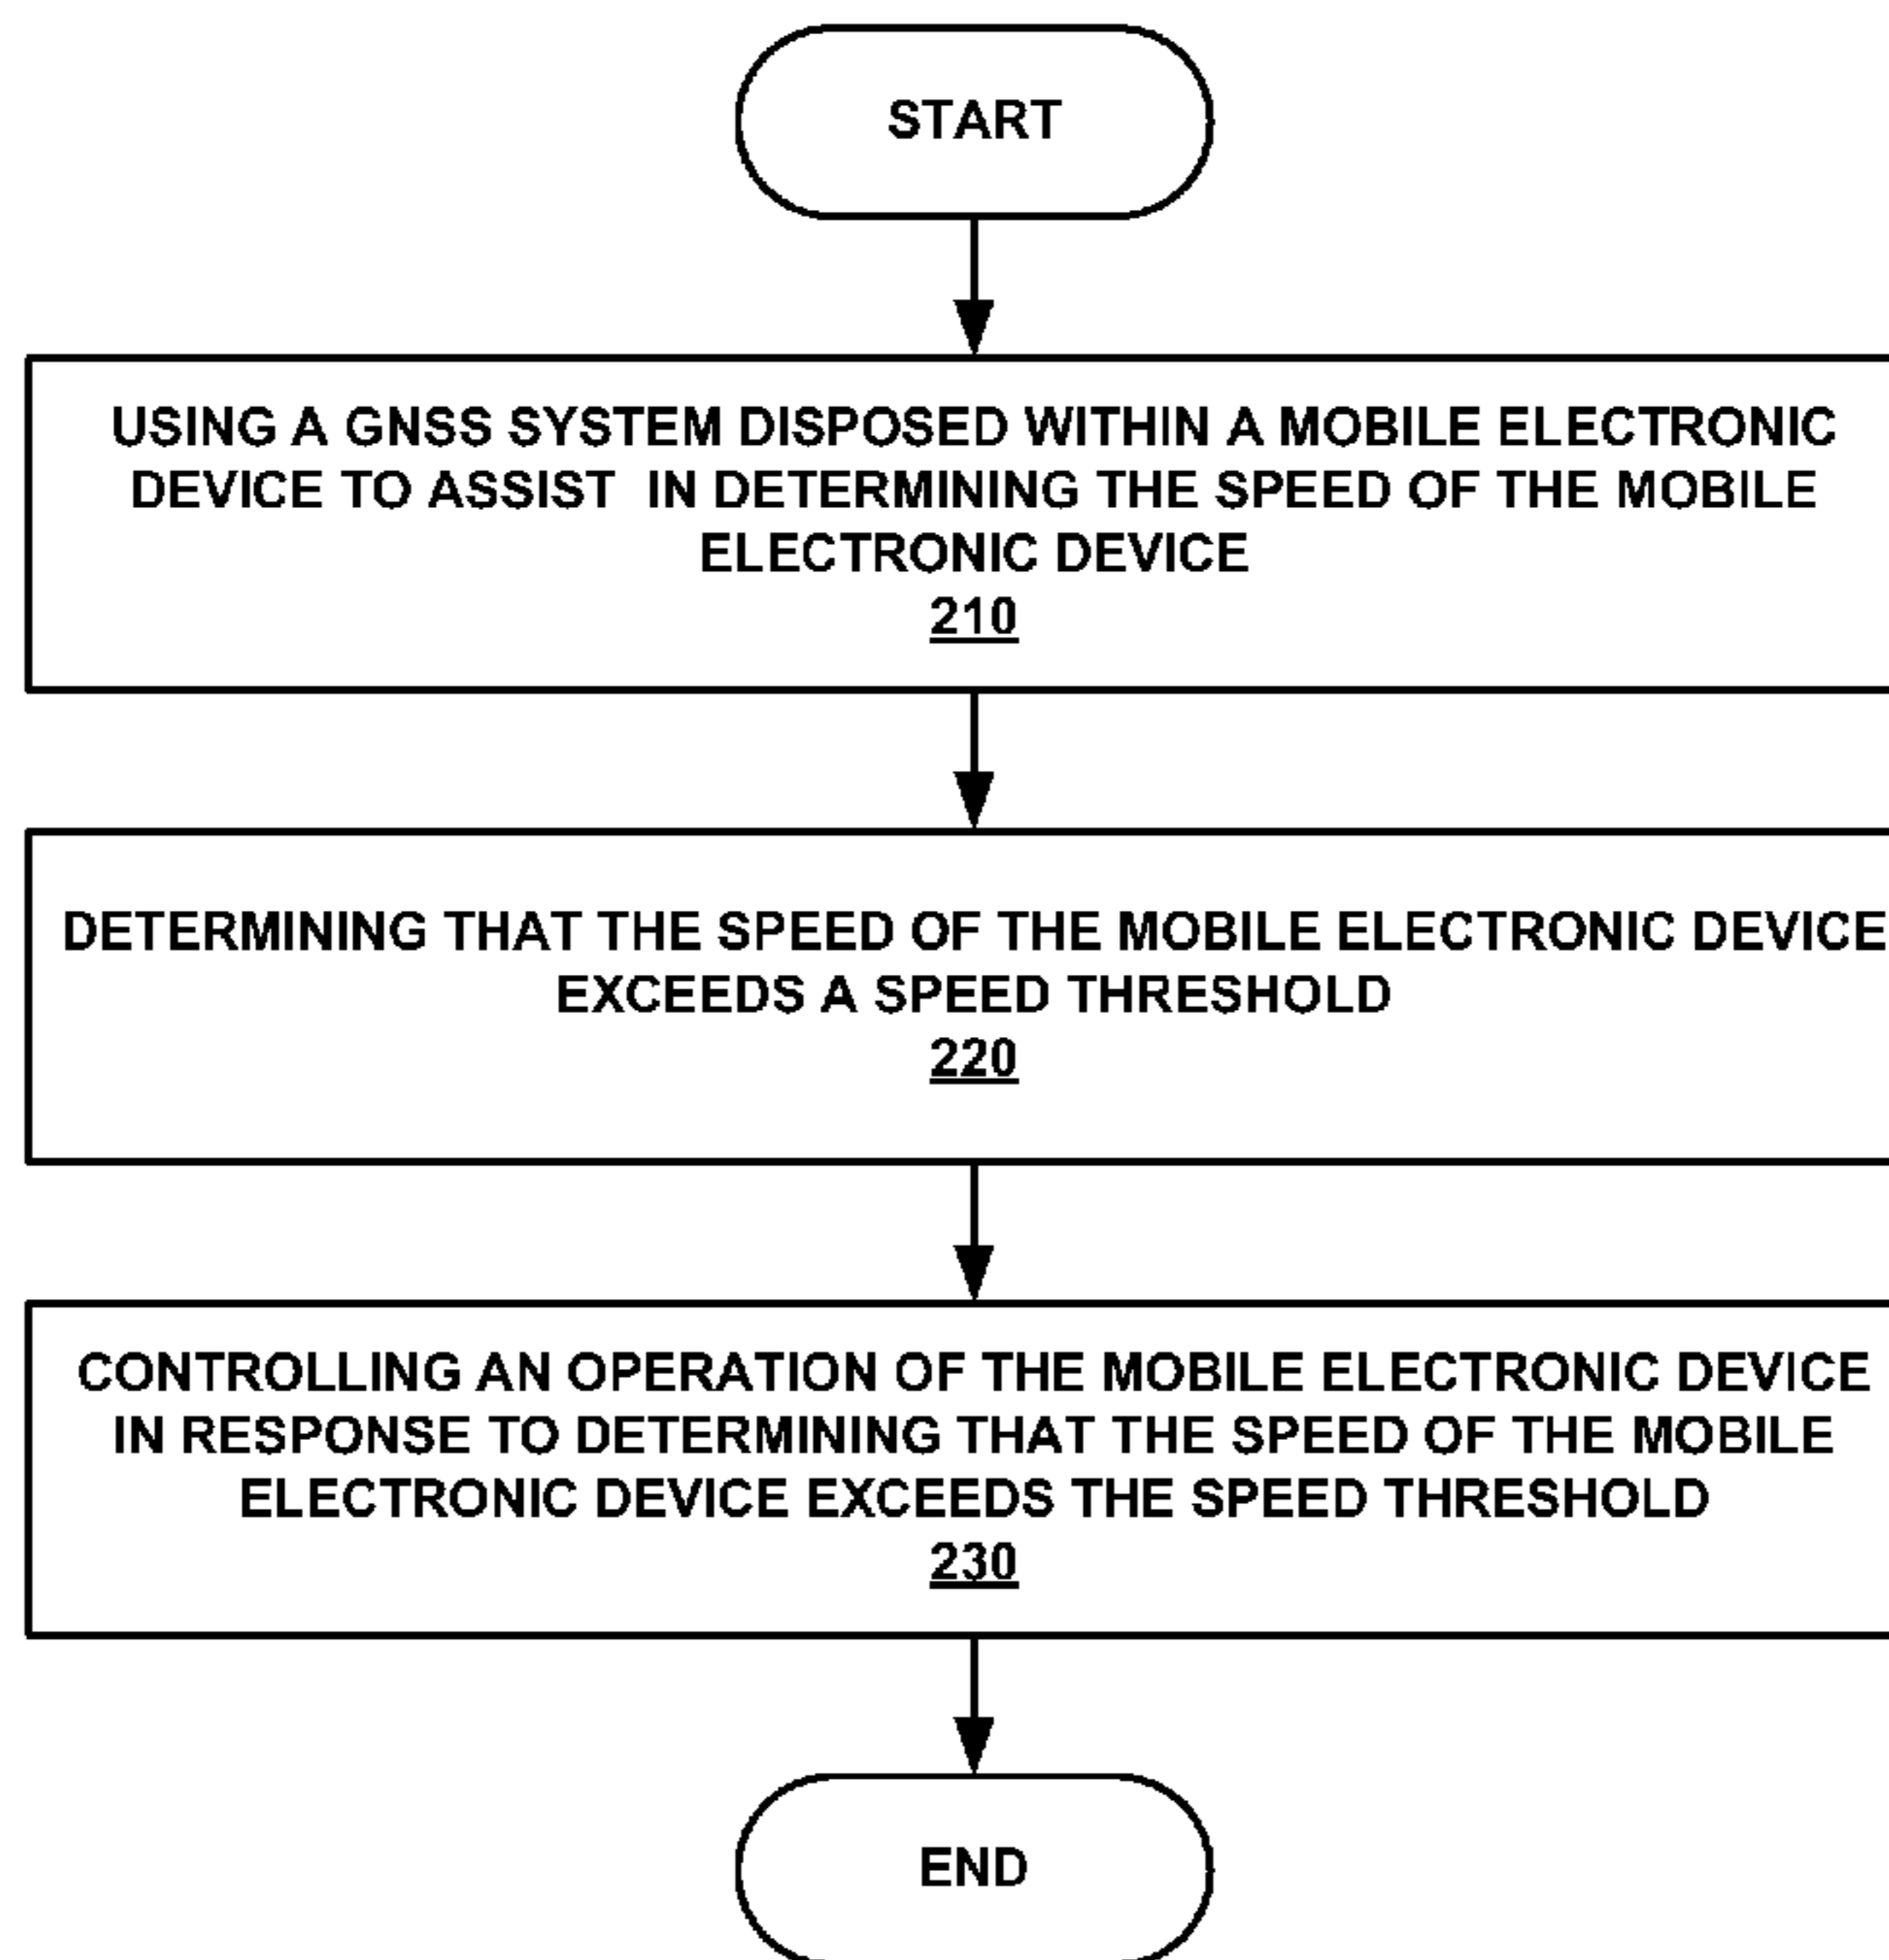 START
USING A GNSS SYSTEM DISPOSED WITHIN A MOBILE ELECTRONIC
DEVICE TO ASSIST IN DETERMINING THE SPEED OF THE MOBILE
ELECTRONIC DEVICE
210
DETERMINING THAT THE SPEED OF THE MOBILE ELECTRONIC DEVICE
EXCEEDS A SPEED THRESHOLD
220
CONTROLLING AN OPERATION OF THE MOBILE ELECTRONIC DEVICE
IN RESPONSE TO DETERMINING THAT THE SPEED OF THE MOBILE
ELECTRONIC DEVICE EXCEEDS THE SPEED THRESHOLD
230
END